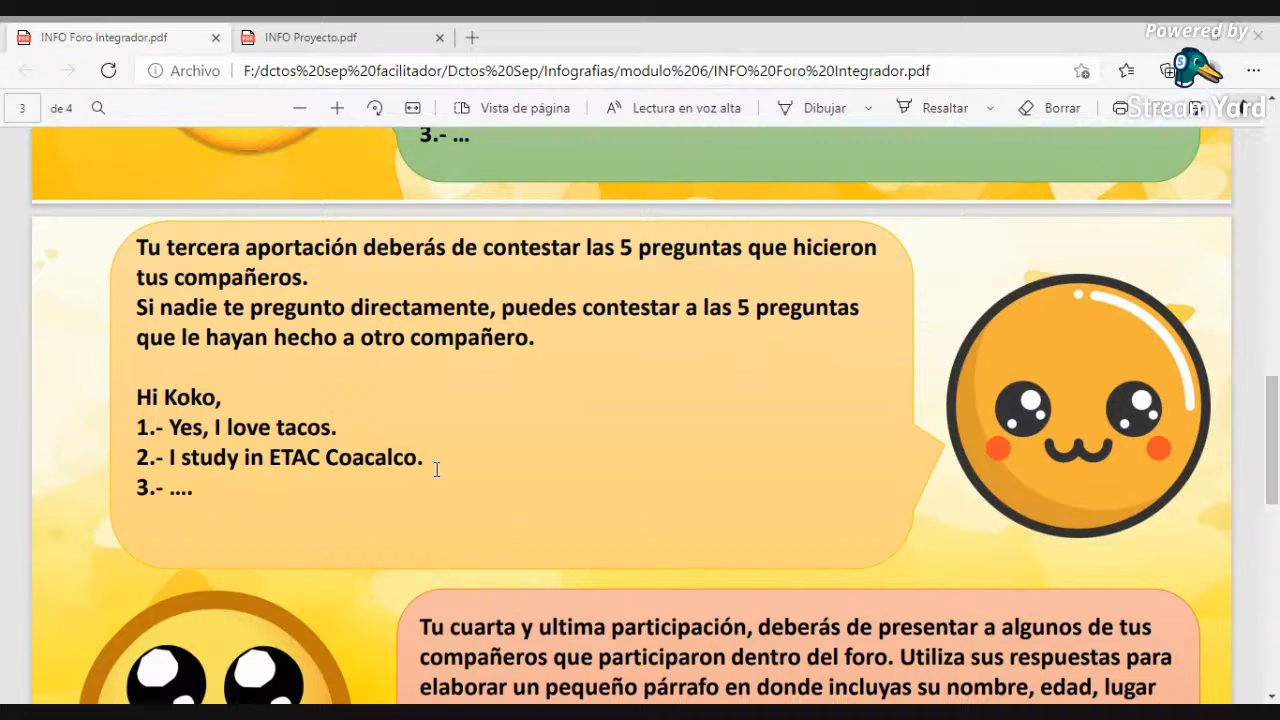 Powered by
INFO Foro Integrador.pdf
INFO Proyecto.pdf
Archivo
F:/dctos%20sep%20facilitador/Dctos%20Sep/Infografias/modulo%206/INFO%20Foro%20Integrador.pdf
3 de 4
Vista de página
Lectura en voz alta
Dibujar
Resaltar
Borrar
StreamYard
3.- ...
Tu tercera aportación deberás de contestar las 5 preguntas que hicieron
tus compañeros.
Si nadie te pregunto directamente, puedes contestar a las 5 preguntas
que le hayan hecho a otro compañero.
Hi Koko,
1.- Yes, I love tacos.
2.- I study in ETAC Coacalco.
3.- ....
Tu cuarta y ultima participación, deberás de presentar a algunos de tus
compañeros que participaron dentro del foro. Utiliza sus respuestas para
elaborar un pequeño párrafo en donde incluyas su nombre, edad, lugar